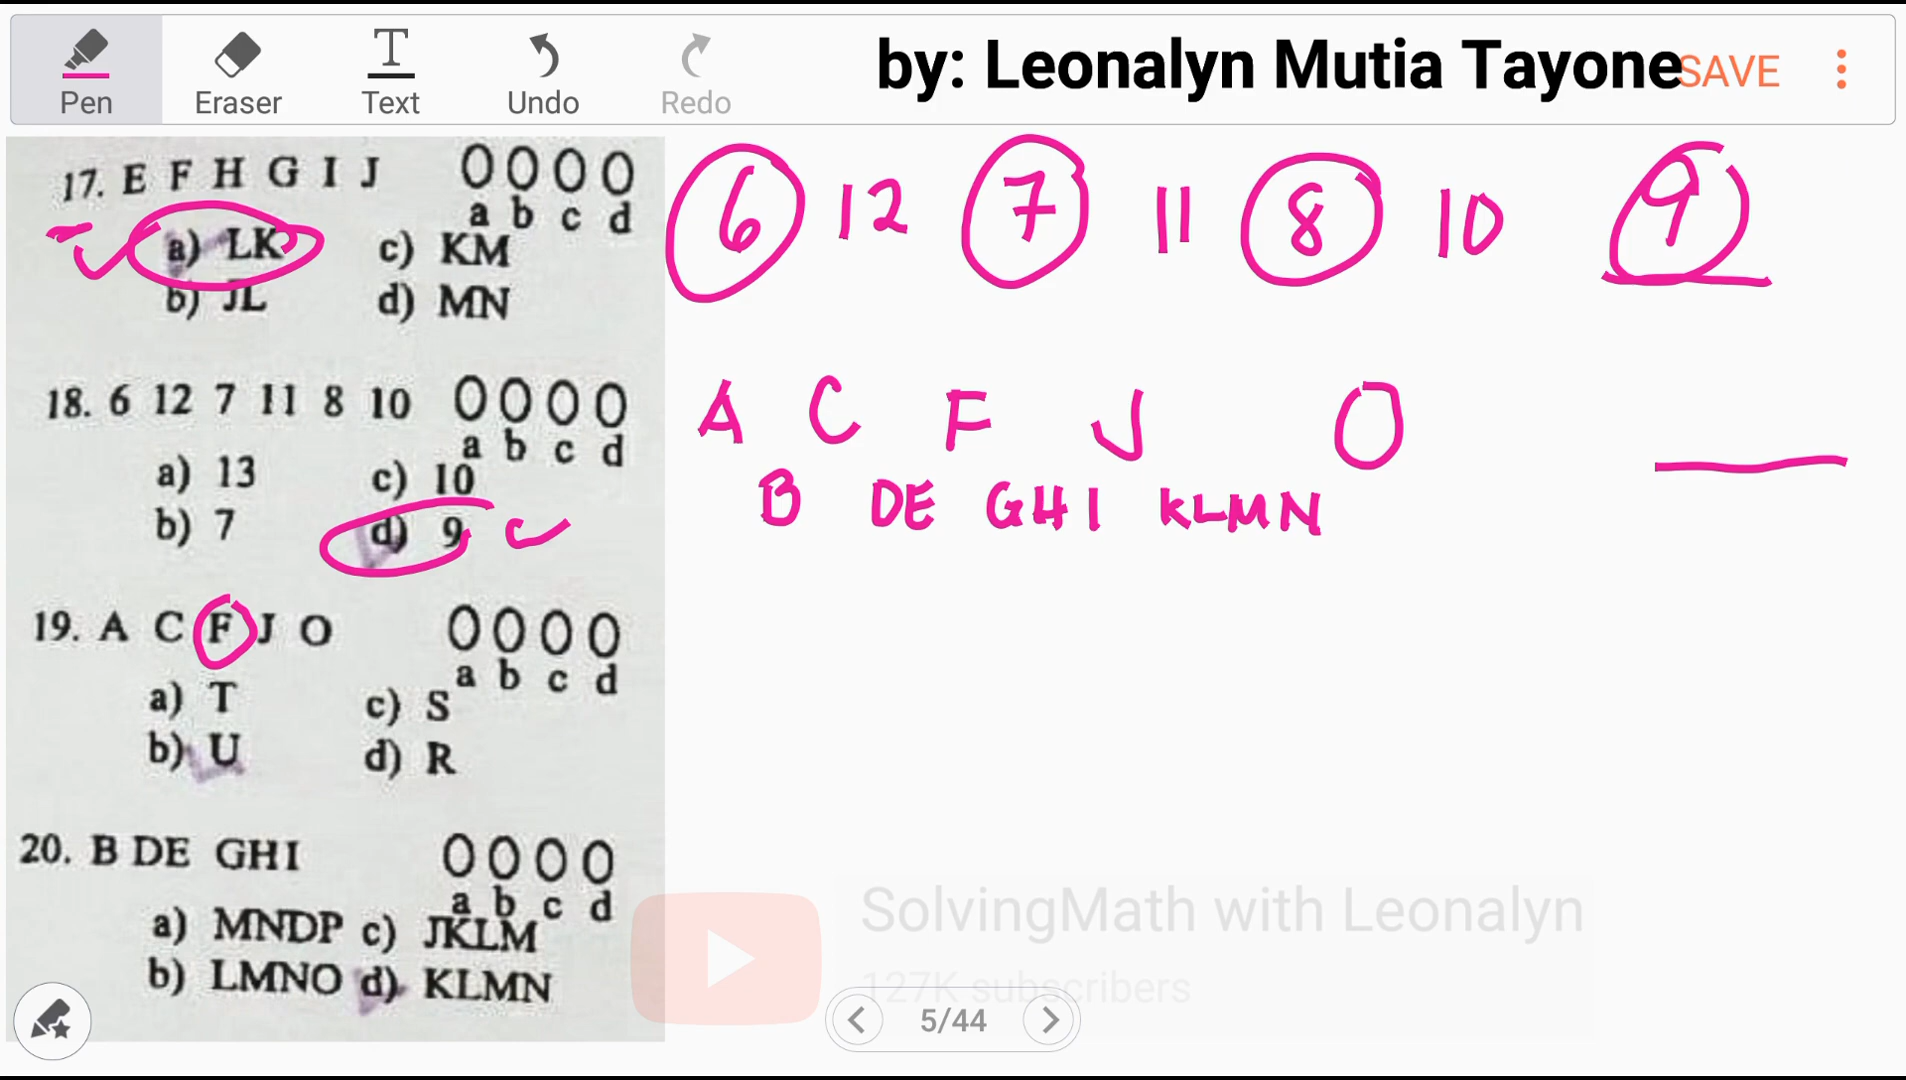 Pen
Eraser
T
Text
Undo
Redo
by: Leonalyn Mutia Tayone
SAVE
17. E F H G I J
a b c d
a) LK c) KM
b) JL d) MN
18. 6 12 7 11 8 10
a b c d
a) 13 c) 10
b) 7 d) 9
19. A C F J O
a b c d
a) T c) S
b) U d) R
20. B DE GHI
a b c d
a) MNDP c) JKLM
b) LMNO d) KLMN
6 12 7 11 8 10 9
A C F J O
B DE GHI KLMN
SolvingMath with Leonalyn
127K subscribers
5/44